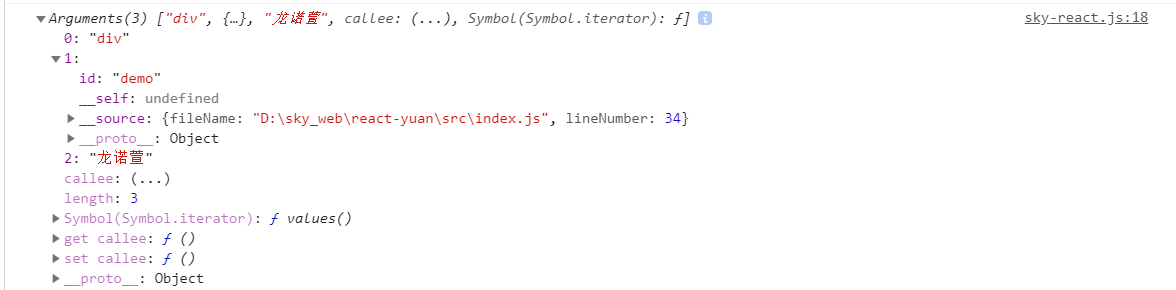 Arguments(3) ["div", {…}, "龙诺萱", callee: (...), Symbol(Symbol.iterator): ƒ] i sky-react.js:18
0: "div"
1:
id: "demo"
__self: undefined
__source: {fileName: "D:\sky_web\react-yuan\src\index.js", lineNumber: 34}
__proto__: Object
2: "龙诺萱"
callee: (...)
length: 3
Symbol(Symbol.iterator): ƒ values()
get callee: ƒ ()
set callee: ƒ ()
__proto__: Object